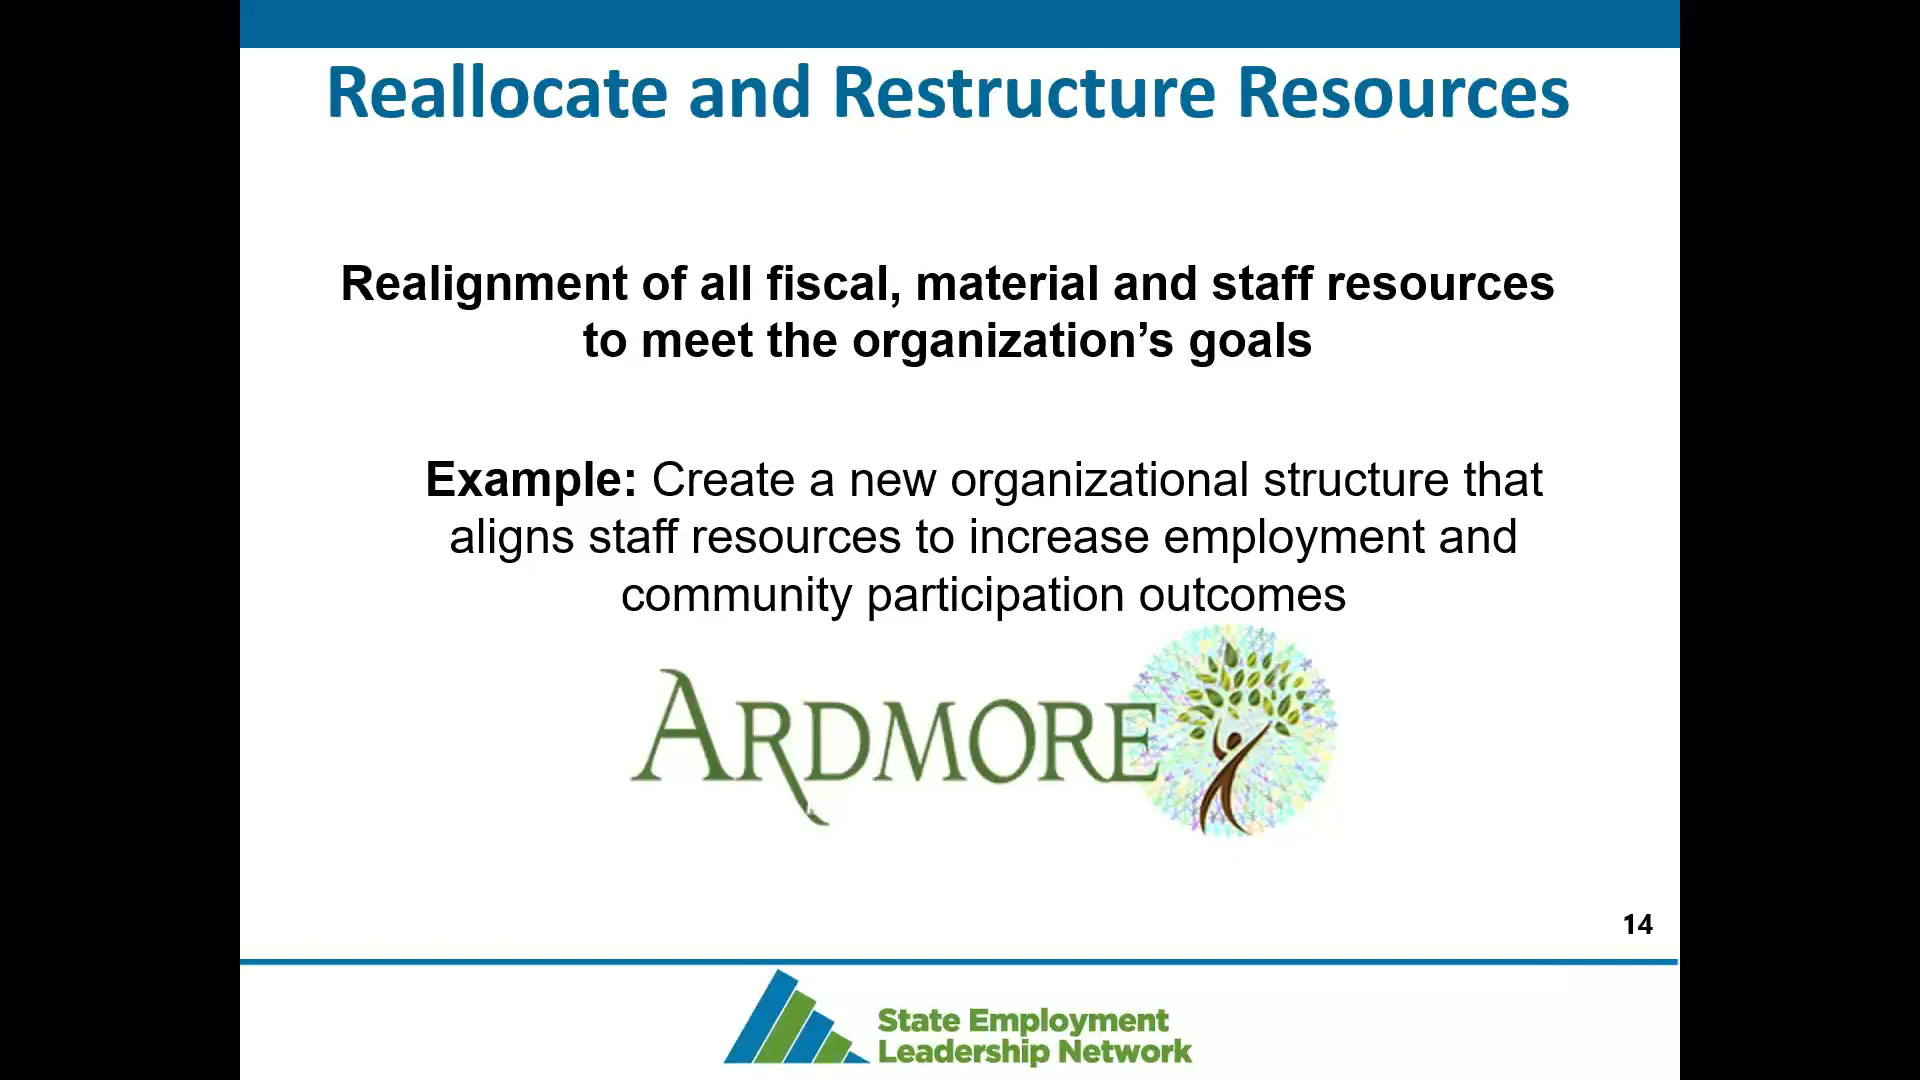 Reallocate and Restructure Resources
Realignment of all fiscal, material and staff resources
to meet the organization’s goals
Example: Create a new organizational structure that
aligns staff resources to increase employment and
community participation outcomes
ARDMORE
14
State Employment
Leadership Network